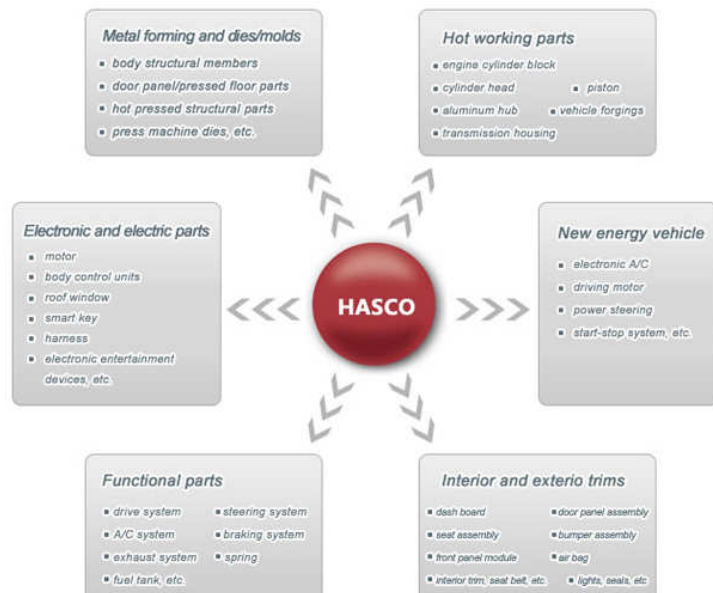 Metal forming and dies/molds
body structural members
door panel/pressed floor parts
hot pressed structural parts
press machine dies, etc.
Hot working parts
engine cylinder block
cylinder head
piston
aluminum hub
vehicle forgings
transmission housing
Electronic and electric parts
motor
body control units
roof window
smart key
harness
electronic entertainment
devices, etc.
HASCO
New energy vehicle
electronic A/C
driving motor
power steering
start-stop system, etc.
Functional parts
drive system
steering system
A/C system
braking system
exhaust system
spring
fuel tank, etc.
Interior and exterio trims
dash board
door panel assembly
seat assembly
bumper assembly
front panel module
air bag
interior trim, seat belt, etc.
lights, seals, etc